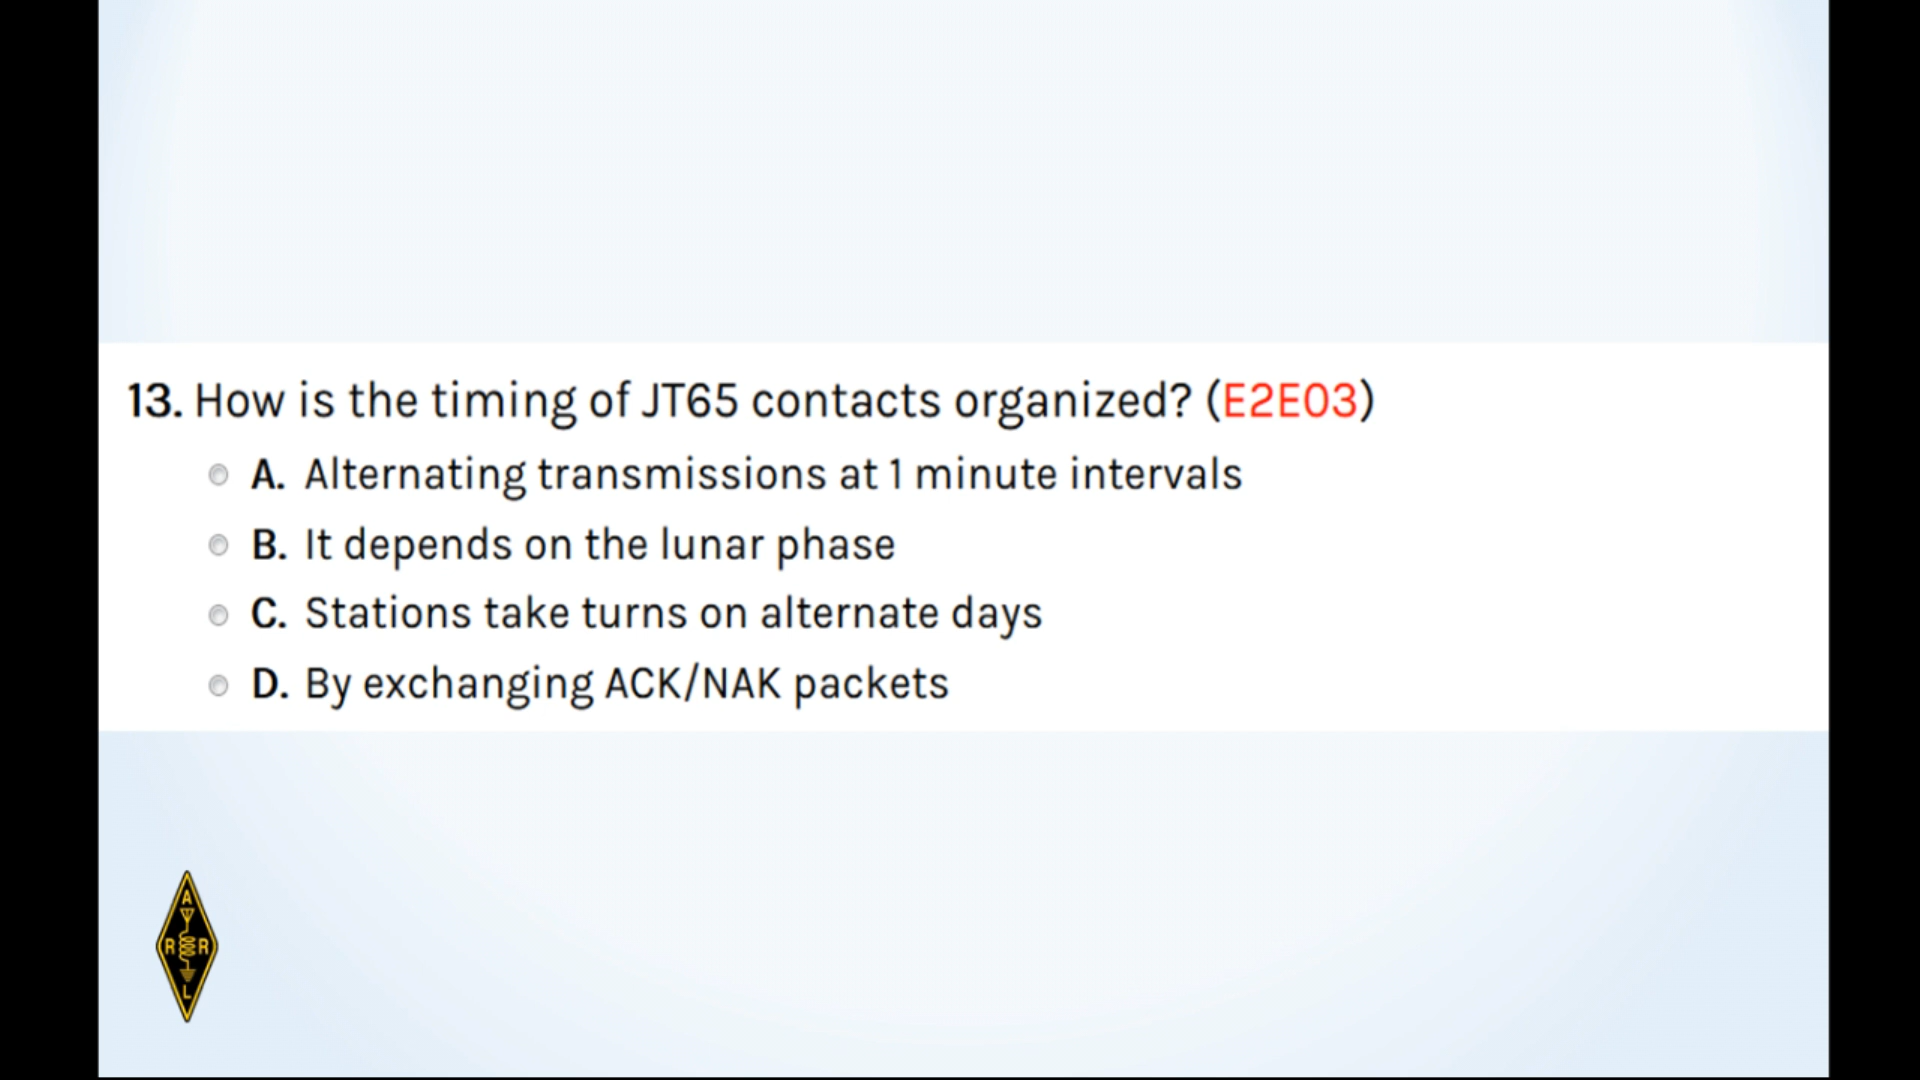 13. How is the timing of JT65 contacts organized? (E2E03)
A. Alternating transmissions at 1 minute intervals
B. It depends on the lunar phase
C. Stations take turns on alternate days
D. By exchanging ACK/NAK packets
A
R R
L